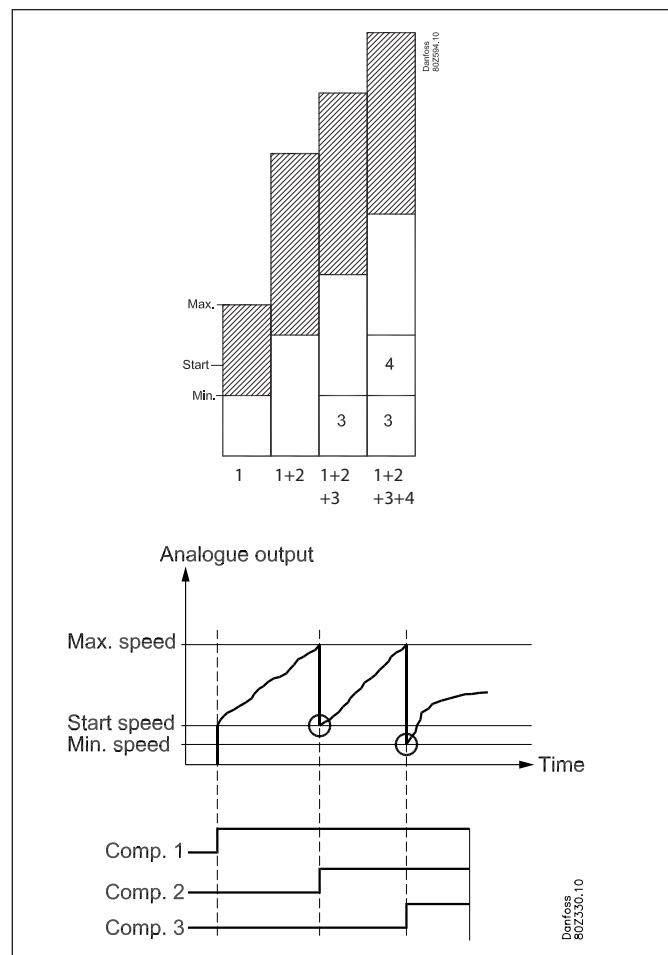 Danfoss
80Z594.10
Max.
Start
Min.
4
3
3
1
1+2
1+2
+3
1+2
+3+4
Analogue output
Max. speed
Start speed
Min. speed
Time
Comp. 1
Comp. 2
Comp. 3
Danfoss
80Z330.10